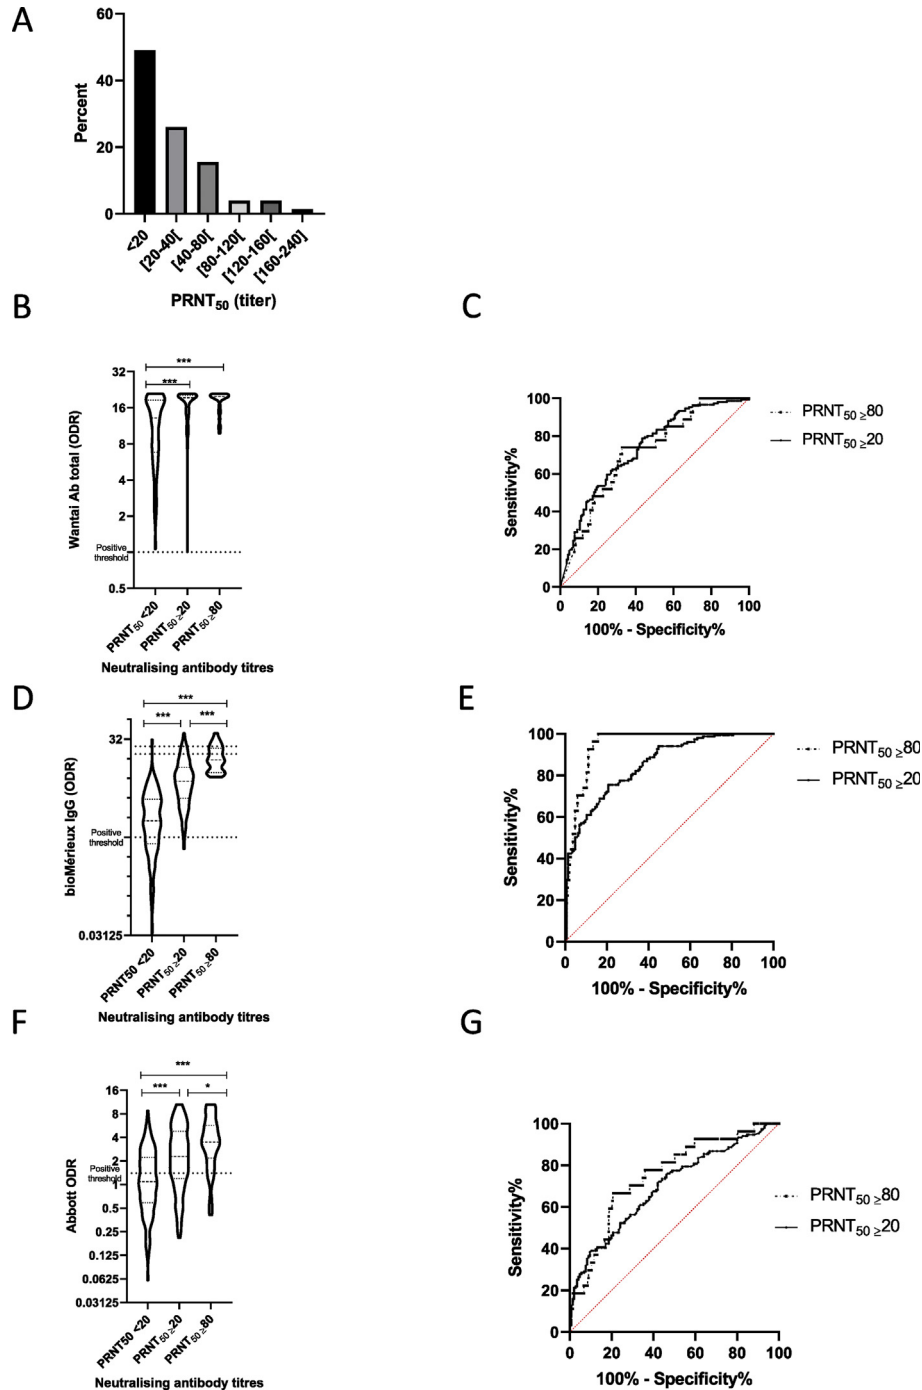 A
60
40
20
0
Percent
<20
[20-40[
[40-80[
[80-120[
[120-160[
[160-240]
PRNT50 (titer)
B
***
***
32
16
8
4
2
0.5
Positive
threshold
Wantai Ab total (ODR)
PRNT50 <20
PRNT50 ≥20
PRNT50 ≥80
Neutralising antibody titres
C
100
80
60
40
20
0
Sensitivity%
0 20 40 60 80 100
100% - Specificity%
PRNT50 ≥80
PRNT50 ≥20
D
***
*** ***
32
Positive
threshold
0.03125
bioMérieux IgG (ODR)
PRNT50 <20
PRNT50 ≥20
PRNT50 ≥80
Neutralising antibody titres
E
100
80
60
40
20
0
Sensitivity%
0 20 40 60 80 100
100% - Specificity%
PRNT50 ≥80
PRNT50 ≥20
F
***
*** *
16
8
4
2
Positive
threshold
1
0.5
0.25
0.125
0.0625
0.03125
Abbott ODR
PRNT50 <20
PRNT50 ≥20
PRNT50 ≥80
Neutralising antibody titres
G
100
80
60
40
20
0
Sensitivity%
0 20 40 60 80 100
100% - Specificity%
PRNT50 ≥80
PRNT50 ≥20